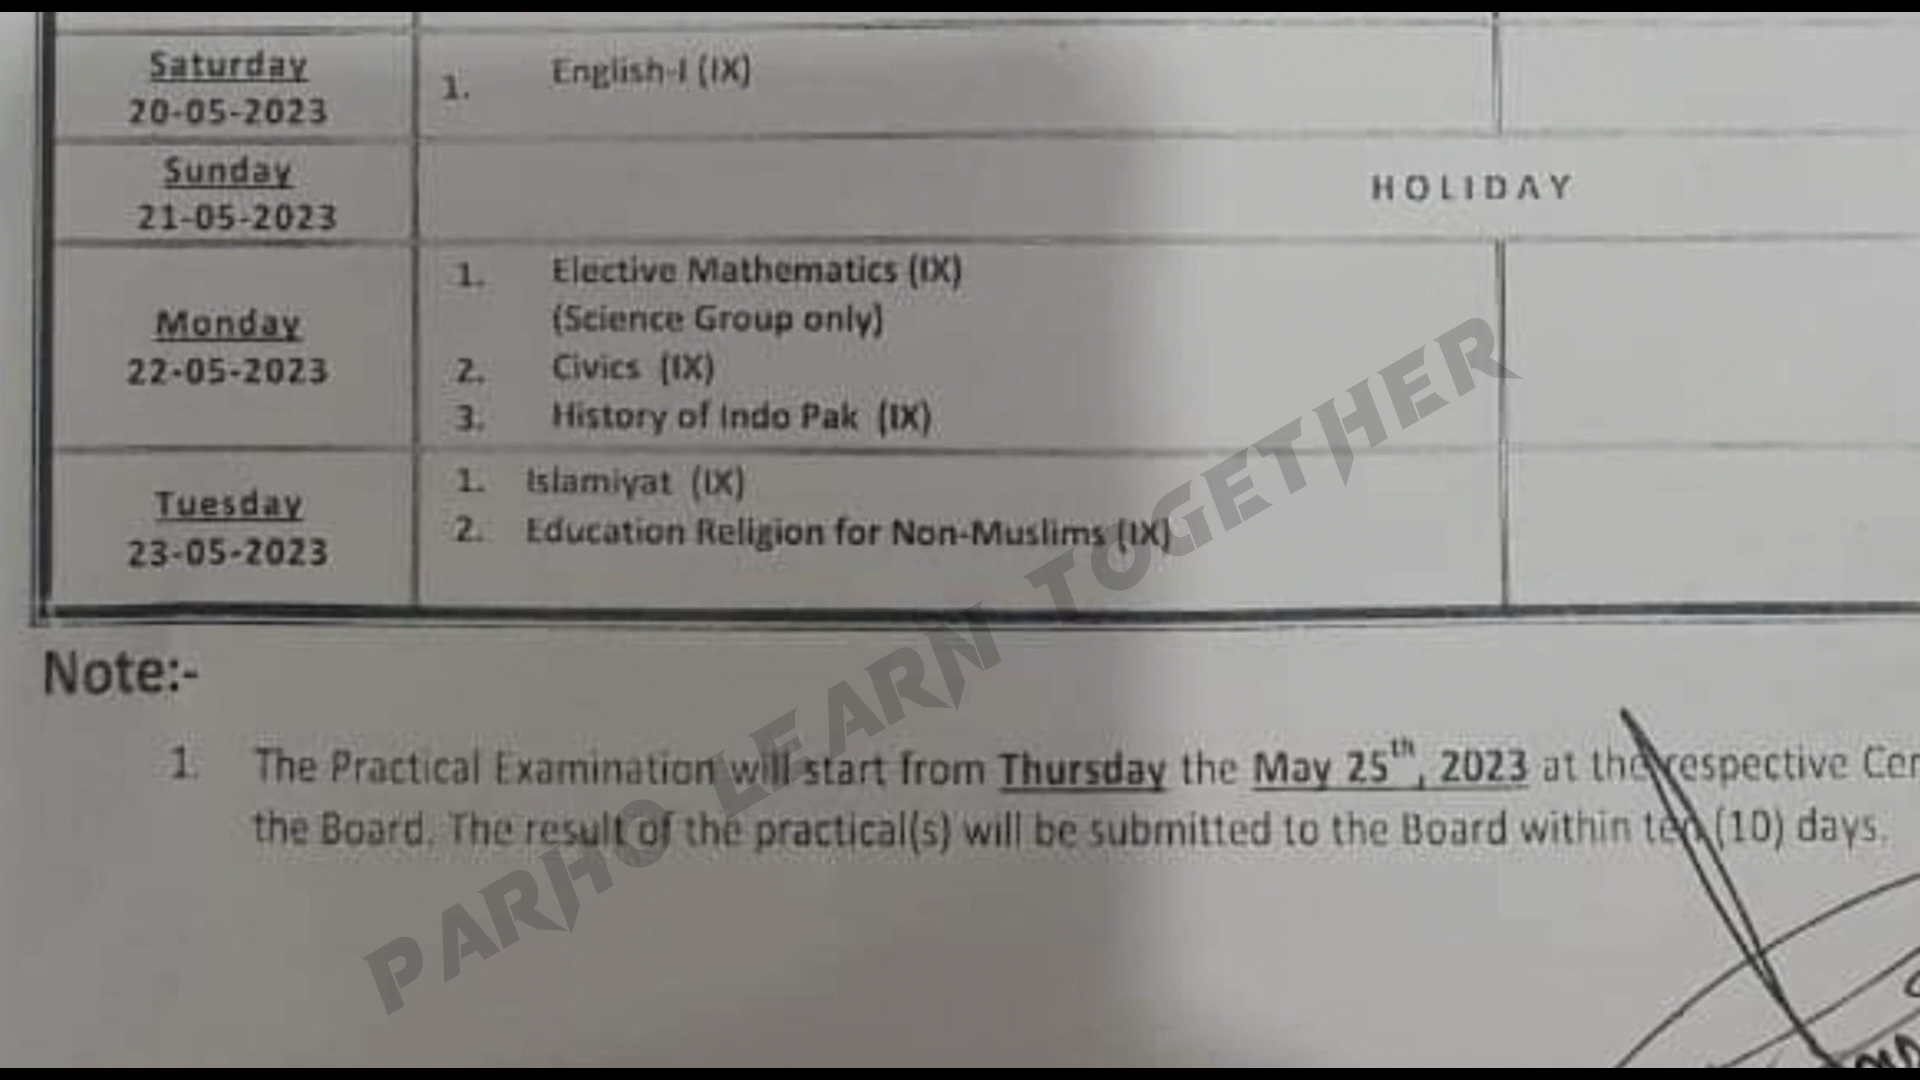 Saturday
20-05-2023
1. English-I (IX)
Sunday
21-05-2023
HOLIDAY
Monday
22-05-2023
1. Elective Mathematics (IX)
(Science Group only)
2. Civics (IX)
3. History of Indo Pak (IX)
Tuesday
23-05-2023
1. Islamiyat (IX)
2. Education Religion for Non-Muslims (IX)
Note:-
1. The Practical Examination will start from Thursday the May 25th, 2023 at the respective
the Board. The result of the practical(s) will be submitted to the Board within ten (10) days.
PARHO LEARN TOGETHER